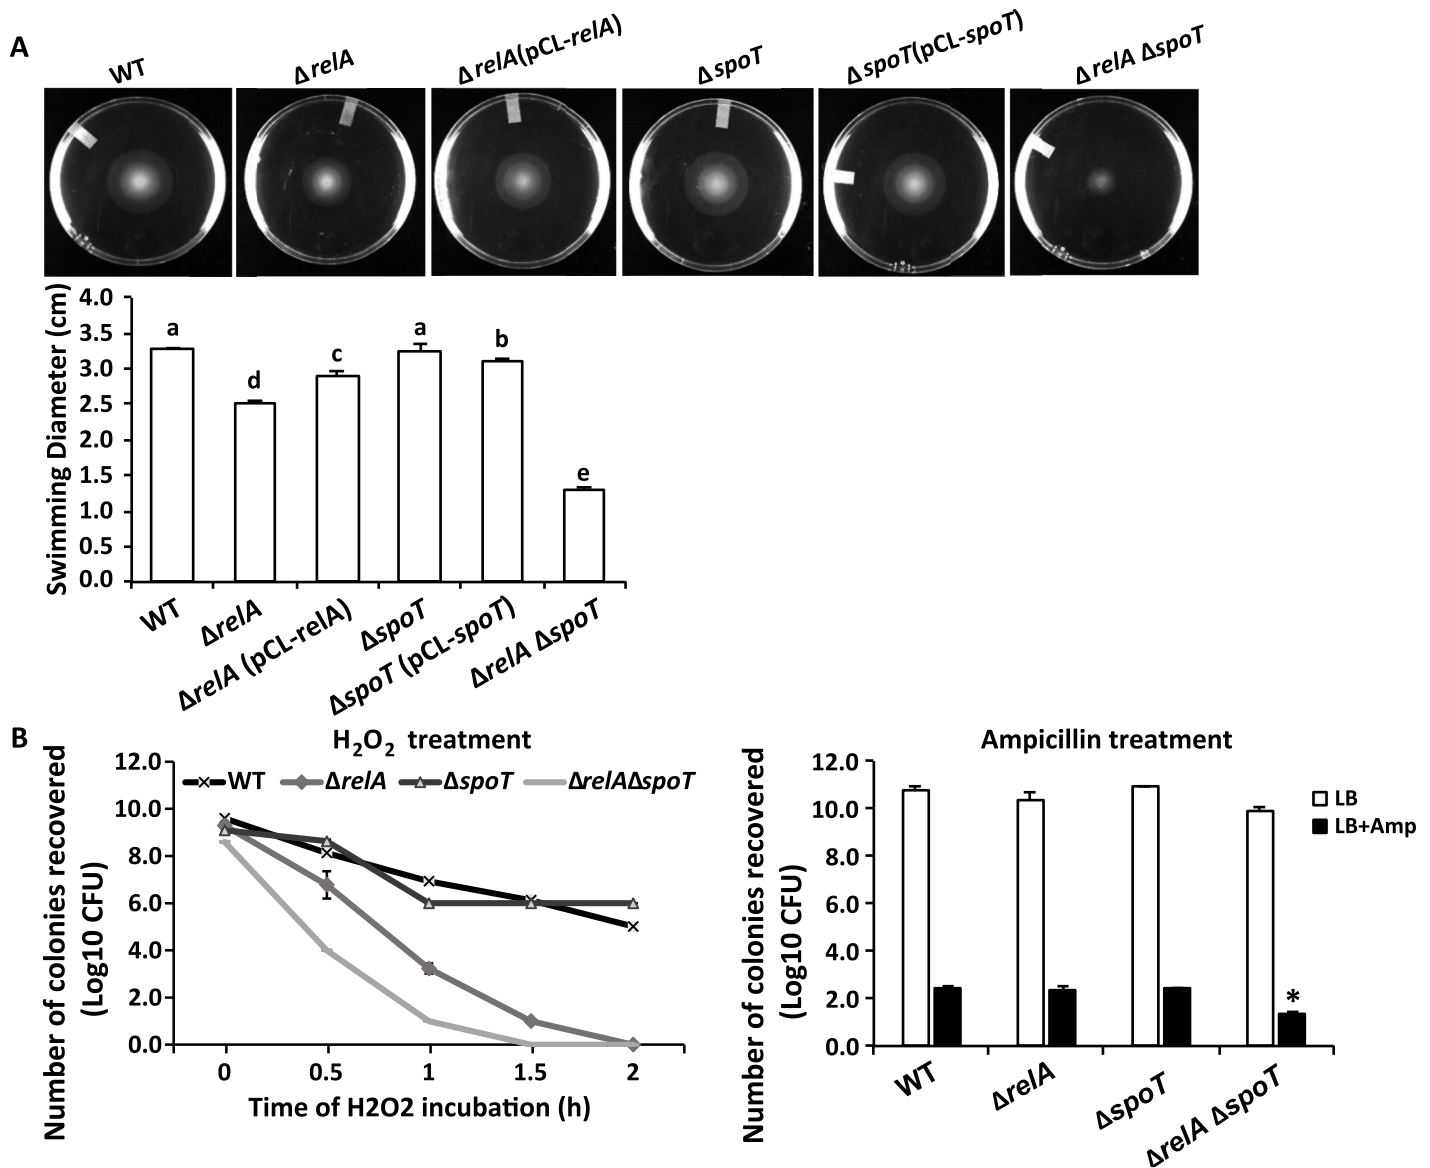 A
WT
ΔrelA
ΔrelA(pCL-relA)
ΔspoT
ΔspoT(pCL-spoT)
ΔrelA ΔspoT
Swimming Diameter (cm)
4.0
3.5
3.0
2.5
2.0
1.5
1.0
0.5
0.0
a
d
c
a
b
e
WT
ΔrelA
ΔrelA (pCL-relA)
ΔspoT
ΔspoT (pCL-spoT)
ΔrelA ΔspoT
B
H2O2 treatment
Number of colonies recovered
(Log10 CFU)
12.0
10.0
8.0
6.0
4.0
2.0
0.0
WT
ΔrelA
ΔspoT
ΔrelAΔspoT
0
0.5
1
1.5
2
Time of H2O2 incubation (h)
Ampicillin treatment
Number of colonies recovered
(Log10 CFU)
12.0
10.0
8.0
6.0
4.0
2.0
0.0
LB
LB+Amp
*
WT
ΔrelA
ΔspoT
ΔrelA ΔspoT